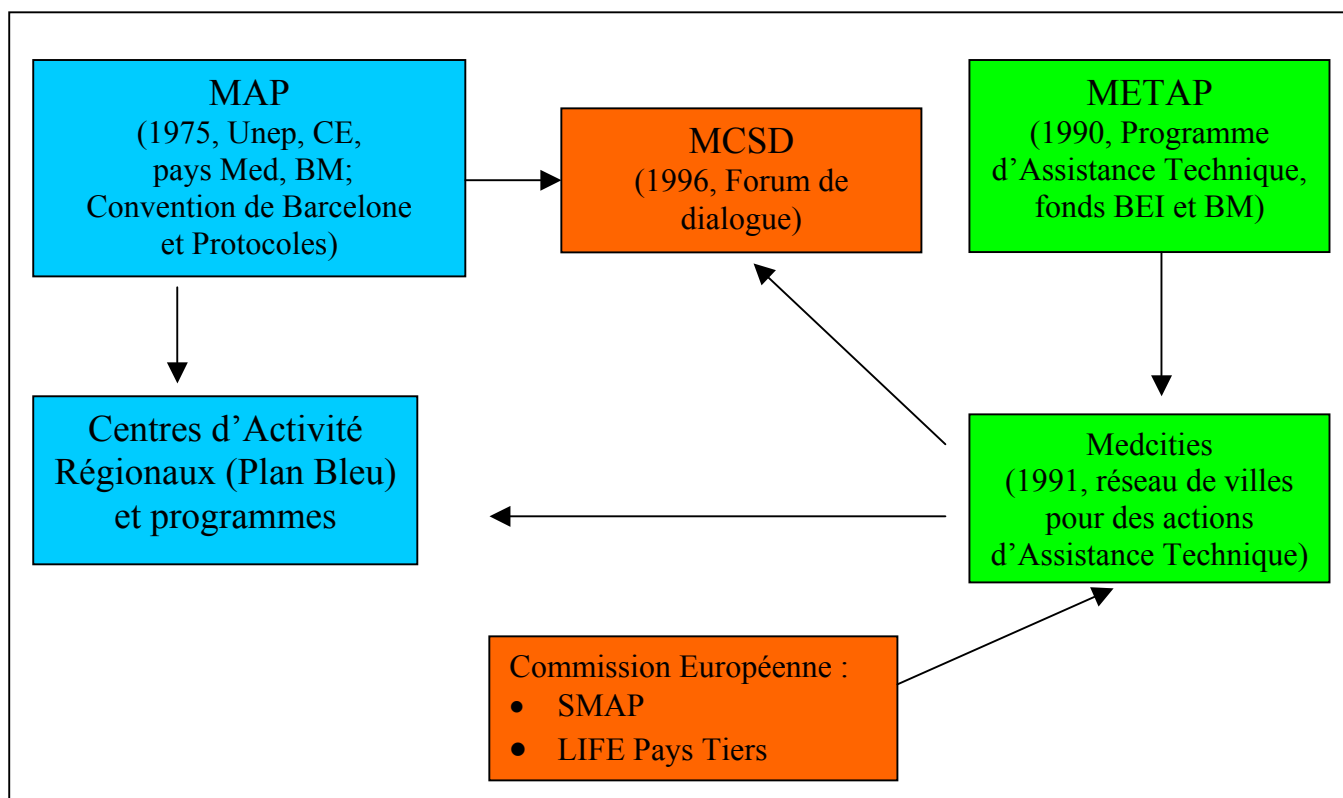 MAP
(1975, Unep, CE,
pays Med, BM;
Convention de Barcelone
et Protocoles)
MCSD
(1996, Forum de
dialogue)
METAP
(1990, Programme
d’Assistance Technique,
fonds BEI et BM)
Centres d’Activité
Régionaux (Plan Bleu)
et programmes
Medcities
(1991, réseau de villes
pour des actions
d’Assistance Technique)
Commission Européenne :
• SMAP
• LIFE Pays Tiers